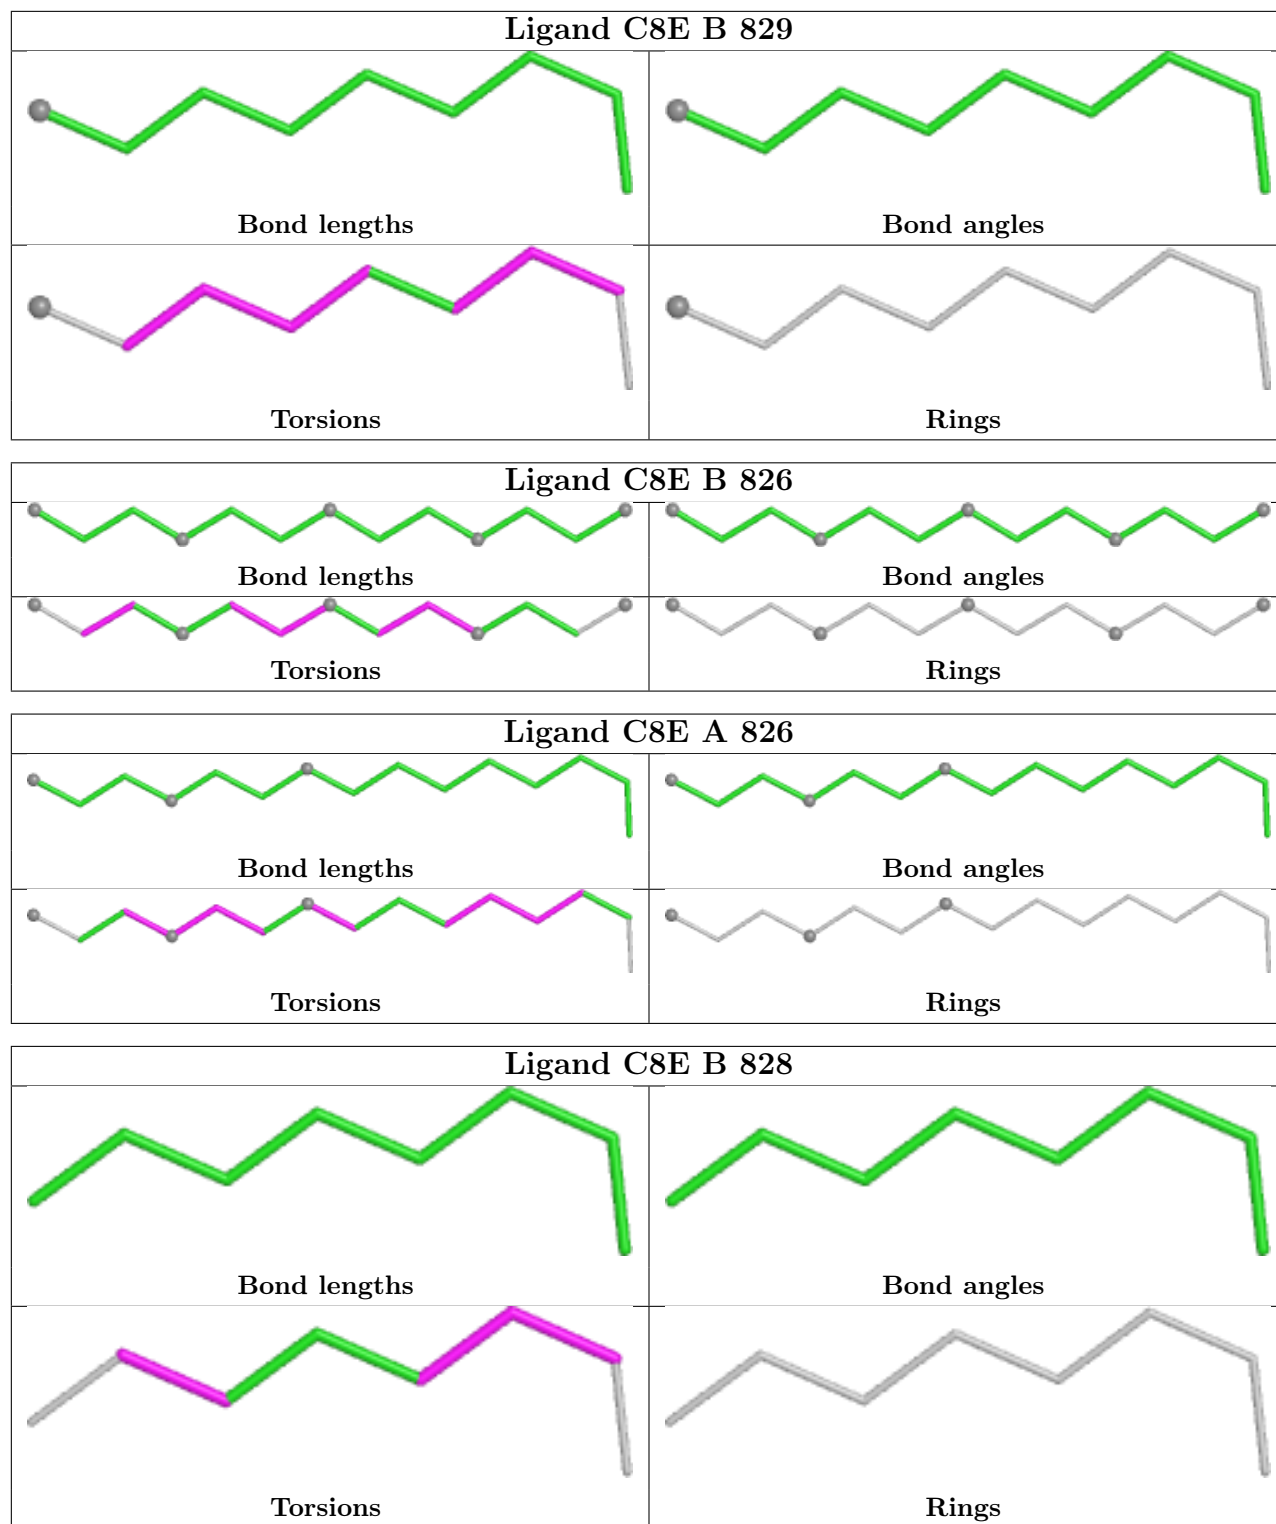 Ligand C8E B 829
Bond lengths
Bond angles
Torsions
Rings
Ligand C8E B 826
Bond lengths
Bond angles
Torsions
Rings
Ligand C8E A 826
Bond lengths
Bond angles
Torsions
Rings
Ligand C8E B 828
Bond lengths
Bond angles
Torsions
Rings